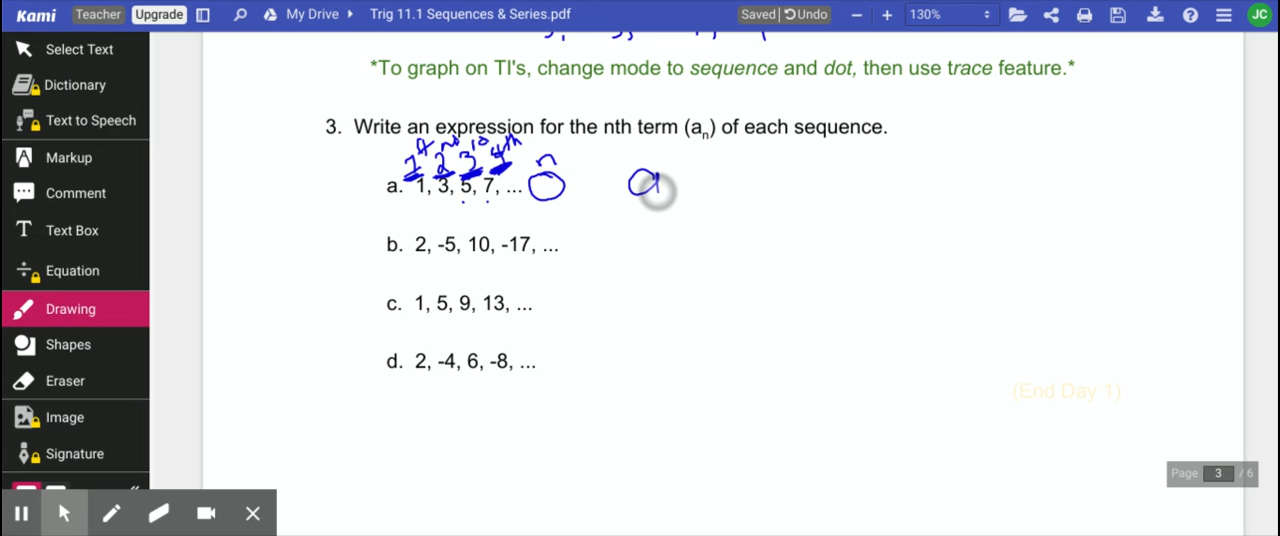 Kami Teacher Upgrade My Drive Trig 11.1 Sequences & Series.pdf Saved Undo 130% JC
Select Text
Dictionary
Text to Speech
Markup
Comment
Text Box
Equation
Drawing
Shapes
Eraser
Image
Signature
*To graph on TI's, change mode to sequence and dot, then use trace feature.*
3. Write an expression for the nth term (aₙ) of each sequence.
1 2 3 4th n
a. 1, 3, 5, 7, ... a
b. 2, -5, 10, -17, ...
c. 1, 5, 9, 13, ...
d. 2, -4, 6, -8, ...
(End Day 1)
Page 3 / 6